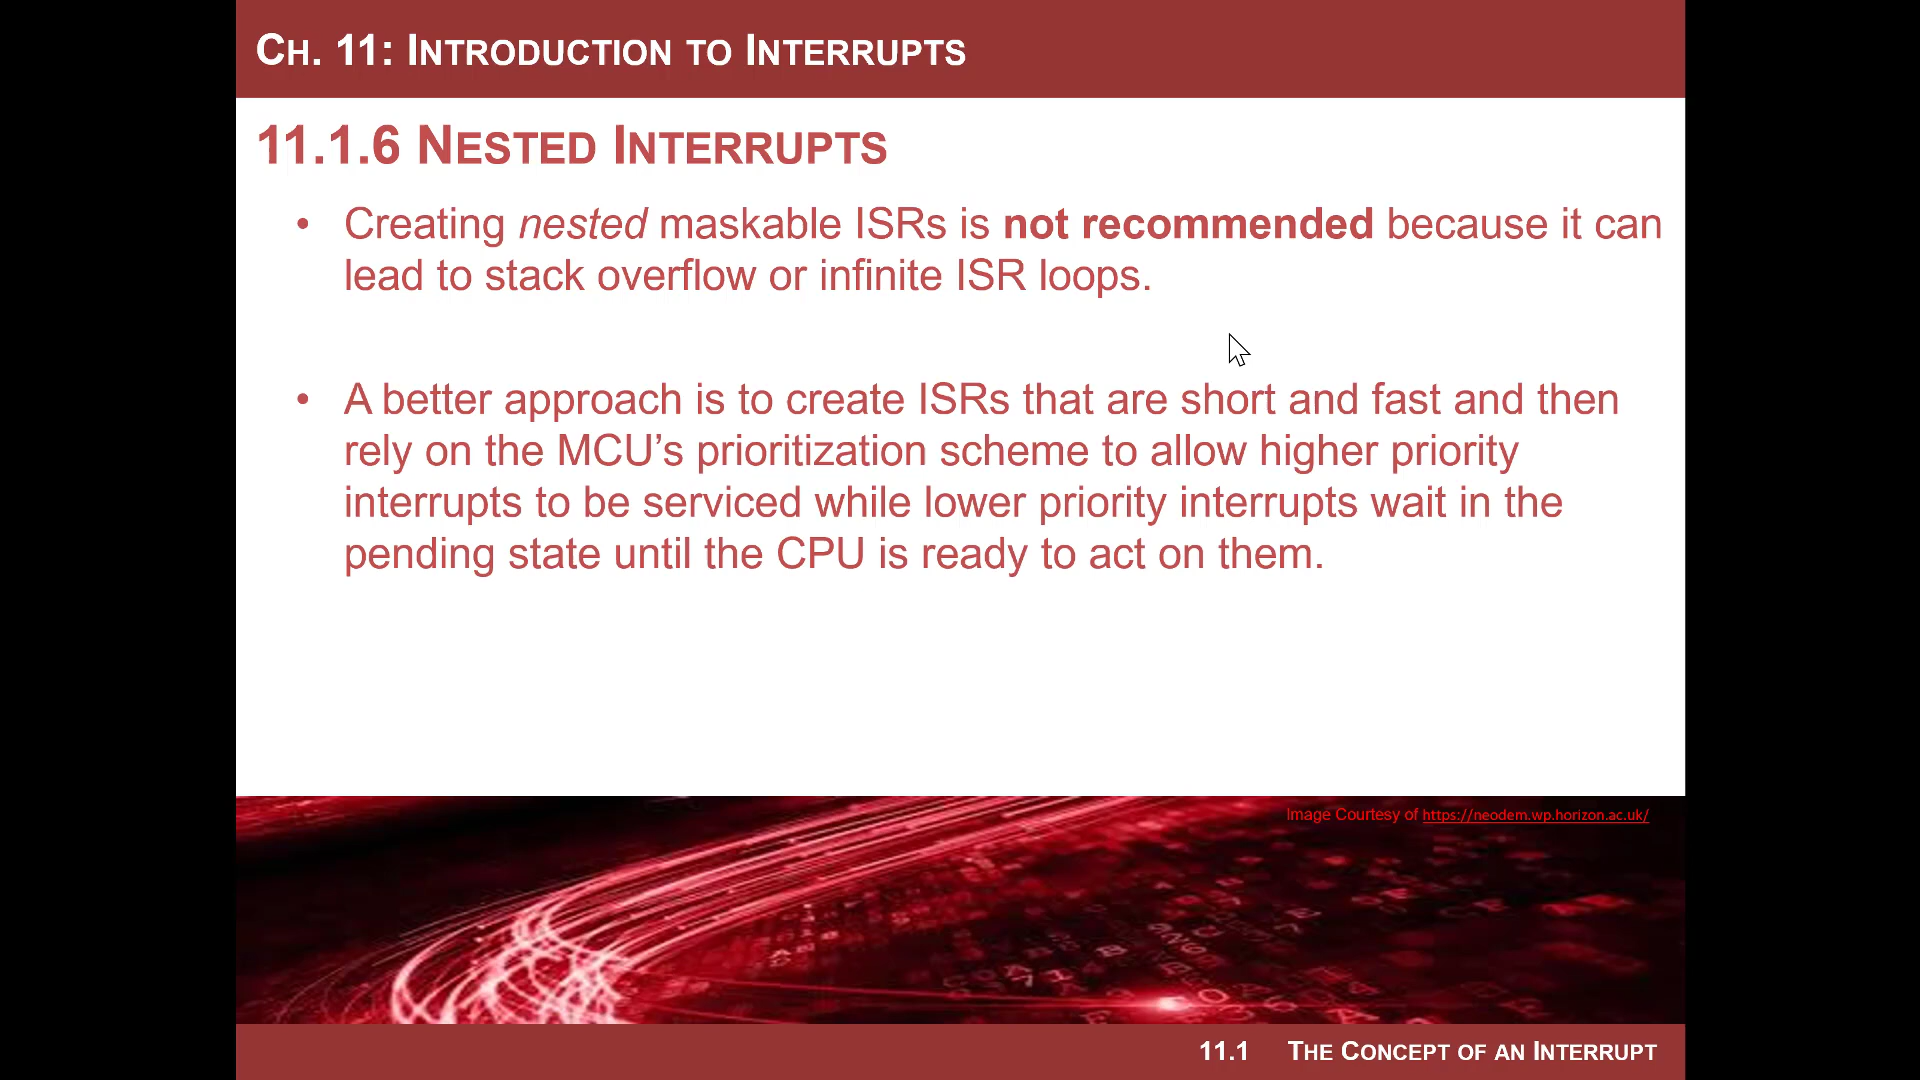 CH. 11: INTRODUCTION TO INTERRUPTS
11.1.6 NESTED INTERRUPTS
• Creating nested maskable ISRs is not recommended because it can
lead to stack overflow or infinite ISR loops.
• A better approach is to create ISRs that are short and fast and then
rely on the MCU’s prioritization scheme to allow higher priority
interrupts to be serviced while lower priority interrupts wait in the
pending state until the CPU is ready to act on them.
Image Courtesy of https://neodem.wp.horizon.ac.uk/
11.1 THE CONCEPT OF AN INTERRUPT